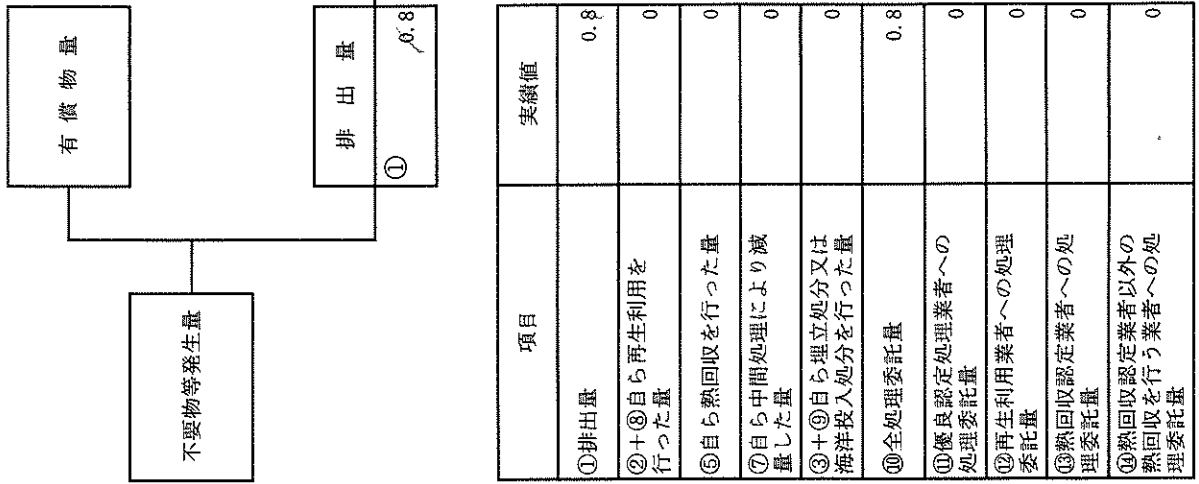 不要物等発生量
有償物量
排出量
① 0.8
項目 実績値
①排出量 0.8
②+⑧自ら再生利用を
行った量 0
⑤自ら熱回収を行った量 0
⑦自ら中間処理により減
量した量 0
③+⑨自ら埋立処分又は
海洋投入処分を行った量 0
⑩全処理委託量 0.8
⑪優良認定処理業者への
処理委託量 0
⑫再生利用業者への処理
委託量 0
⑬熱回収認定業者への処
理委託量 0
⑭熱回収認定業者以外の
熱回収を行う業者への処
理委託量 0